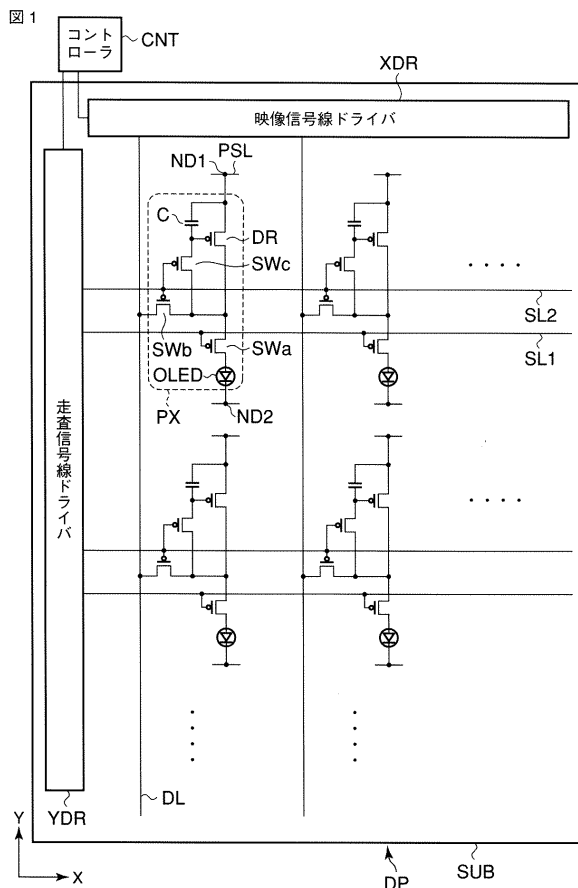 図1
コント
ローラ
CNT
XDR
映像信号線ドライバ
ND1
PSL
C
DR
SWc
SL2
SL1
SWb
SWa
OLED
PX
ND2
走査信号線ドライバ
YDR
DL
Y
X
DP
SUB